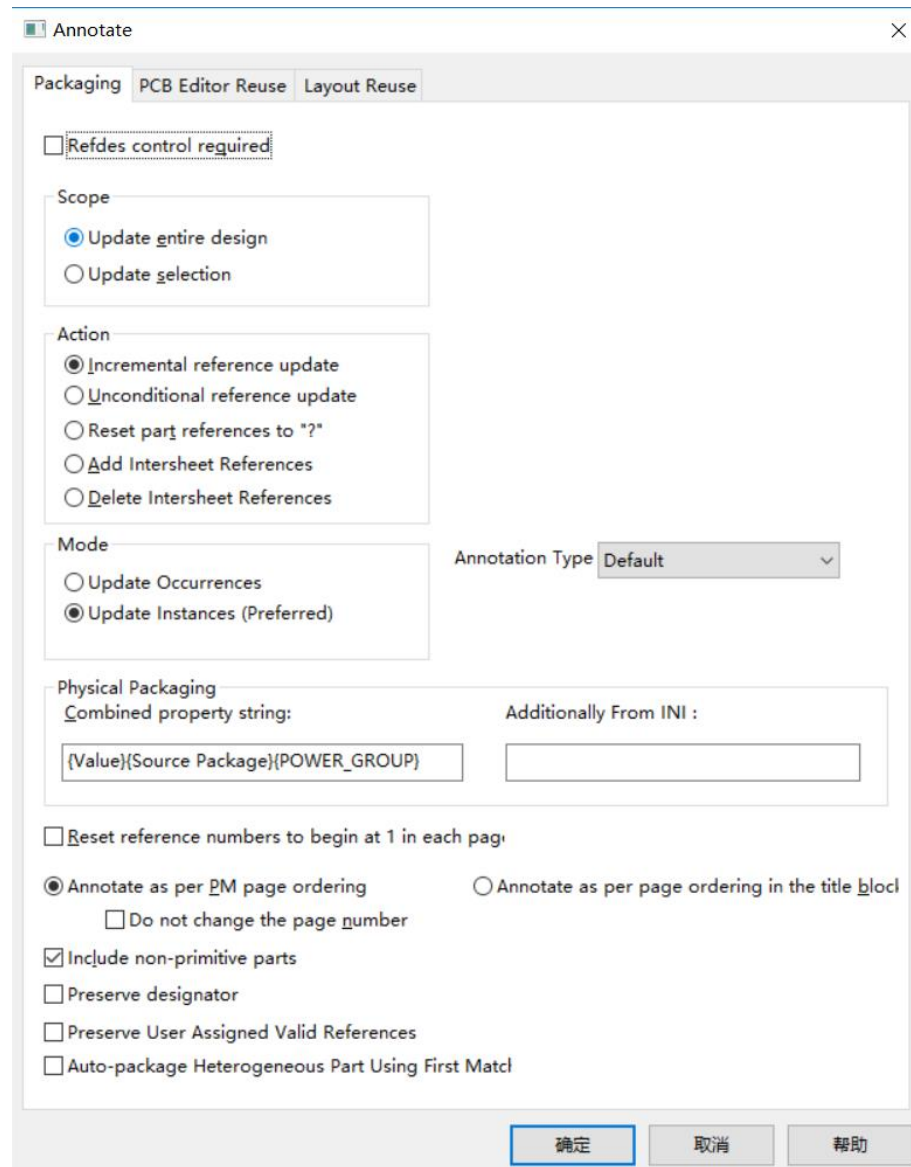 Annotate
Packaging PCB Editor Reuse Layout Reuse
Refdes control required
Scope
Update entire design
Update selection
Action
Incremental reference update
Unconditional reference update
Reset part references to "?"
Add Intersheet References
Delete Intersheet References
Mode
Update Occurrences
Update Instances (Preferred)
Annotation Type Default
Physical Packaging
Combined property string: Additionally From INI :
{Value}{Source Package}{POWER_GROUP}
Reset reference numbers to begin at 1 in each pag
Annotate as per PM page ordering Annotate as per page ordering in the title block
Do not change the page number
Include non-primitive parts
Preserve designator
Preserve User Assigned Valid References
Auto-package Heterogeneous Part Using First Match
确定 取消 帮助